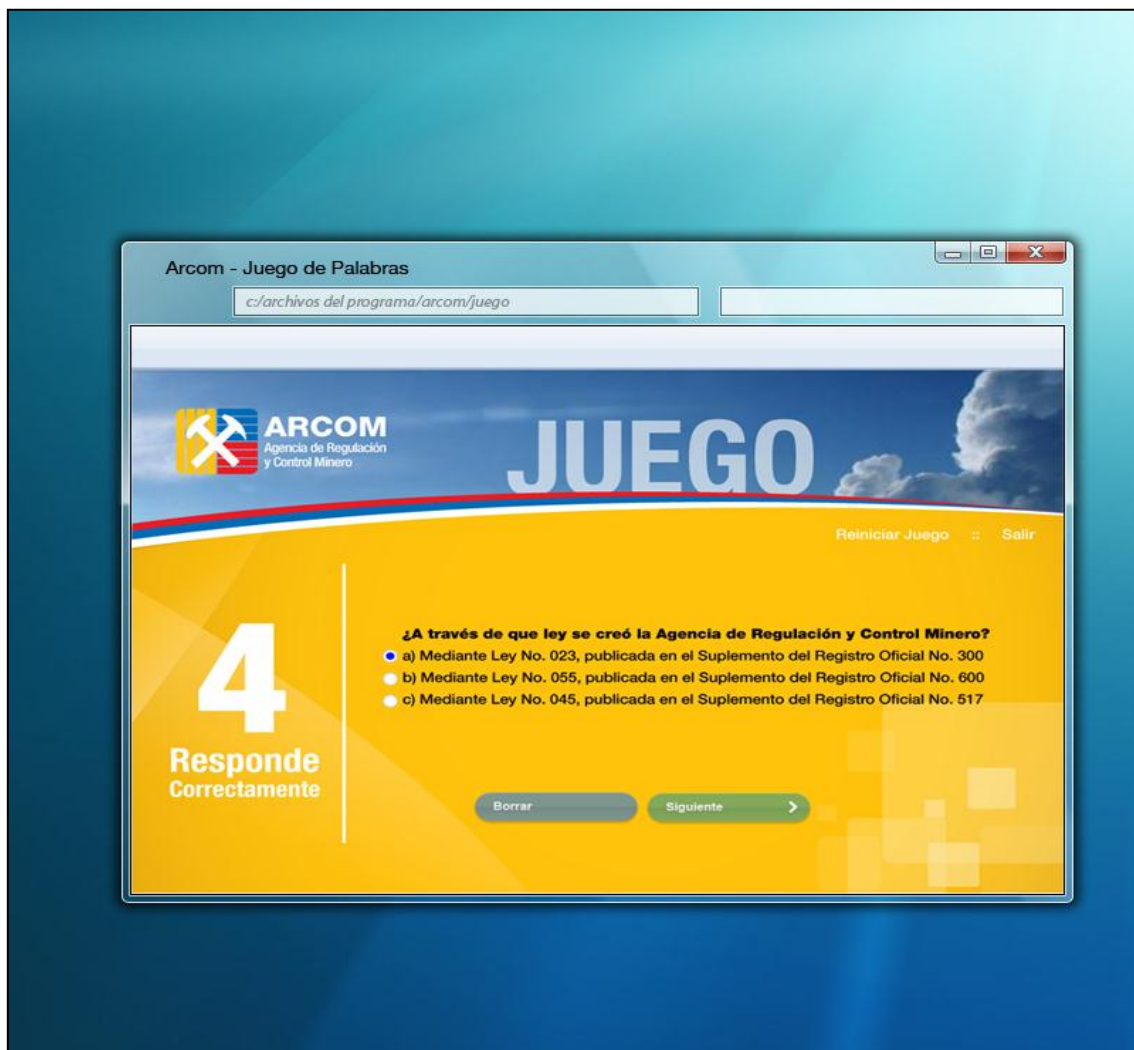 Arcom - Juego de Palabras
c:/archivos del programa/arcom/juego
ARCOM
Agencia de Regulación
y Control Minero
JUEGO
Reiniciar Juego :: Salir
4
Responde
Correctamente
¿A través de que ley se creó la Agencia de Regulación y Control Minero?
a) Mediante Ley No. 023, publicada en el Suplemento del Registro Oficial No. 300
b) Mediante Ley No. 055, publicada en el Suplemento del Registro Oficial No. 600
c) Mediante Ley No. 045, publicada en el Suplemento del Registro Oficial No. 517
Borrar
Siguiente